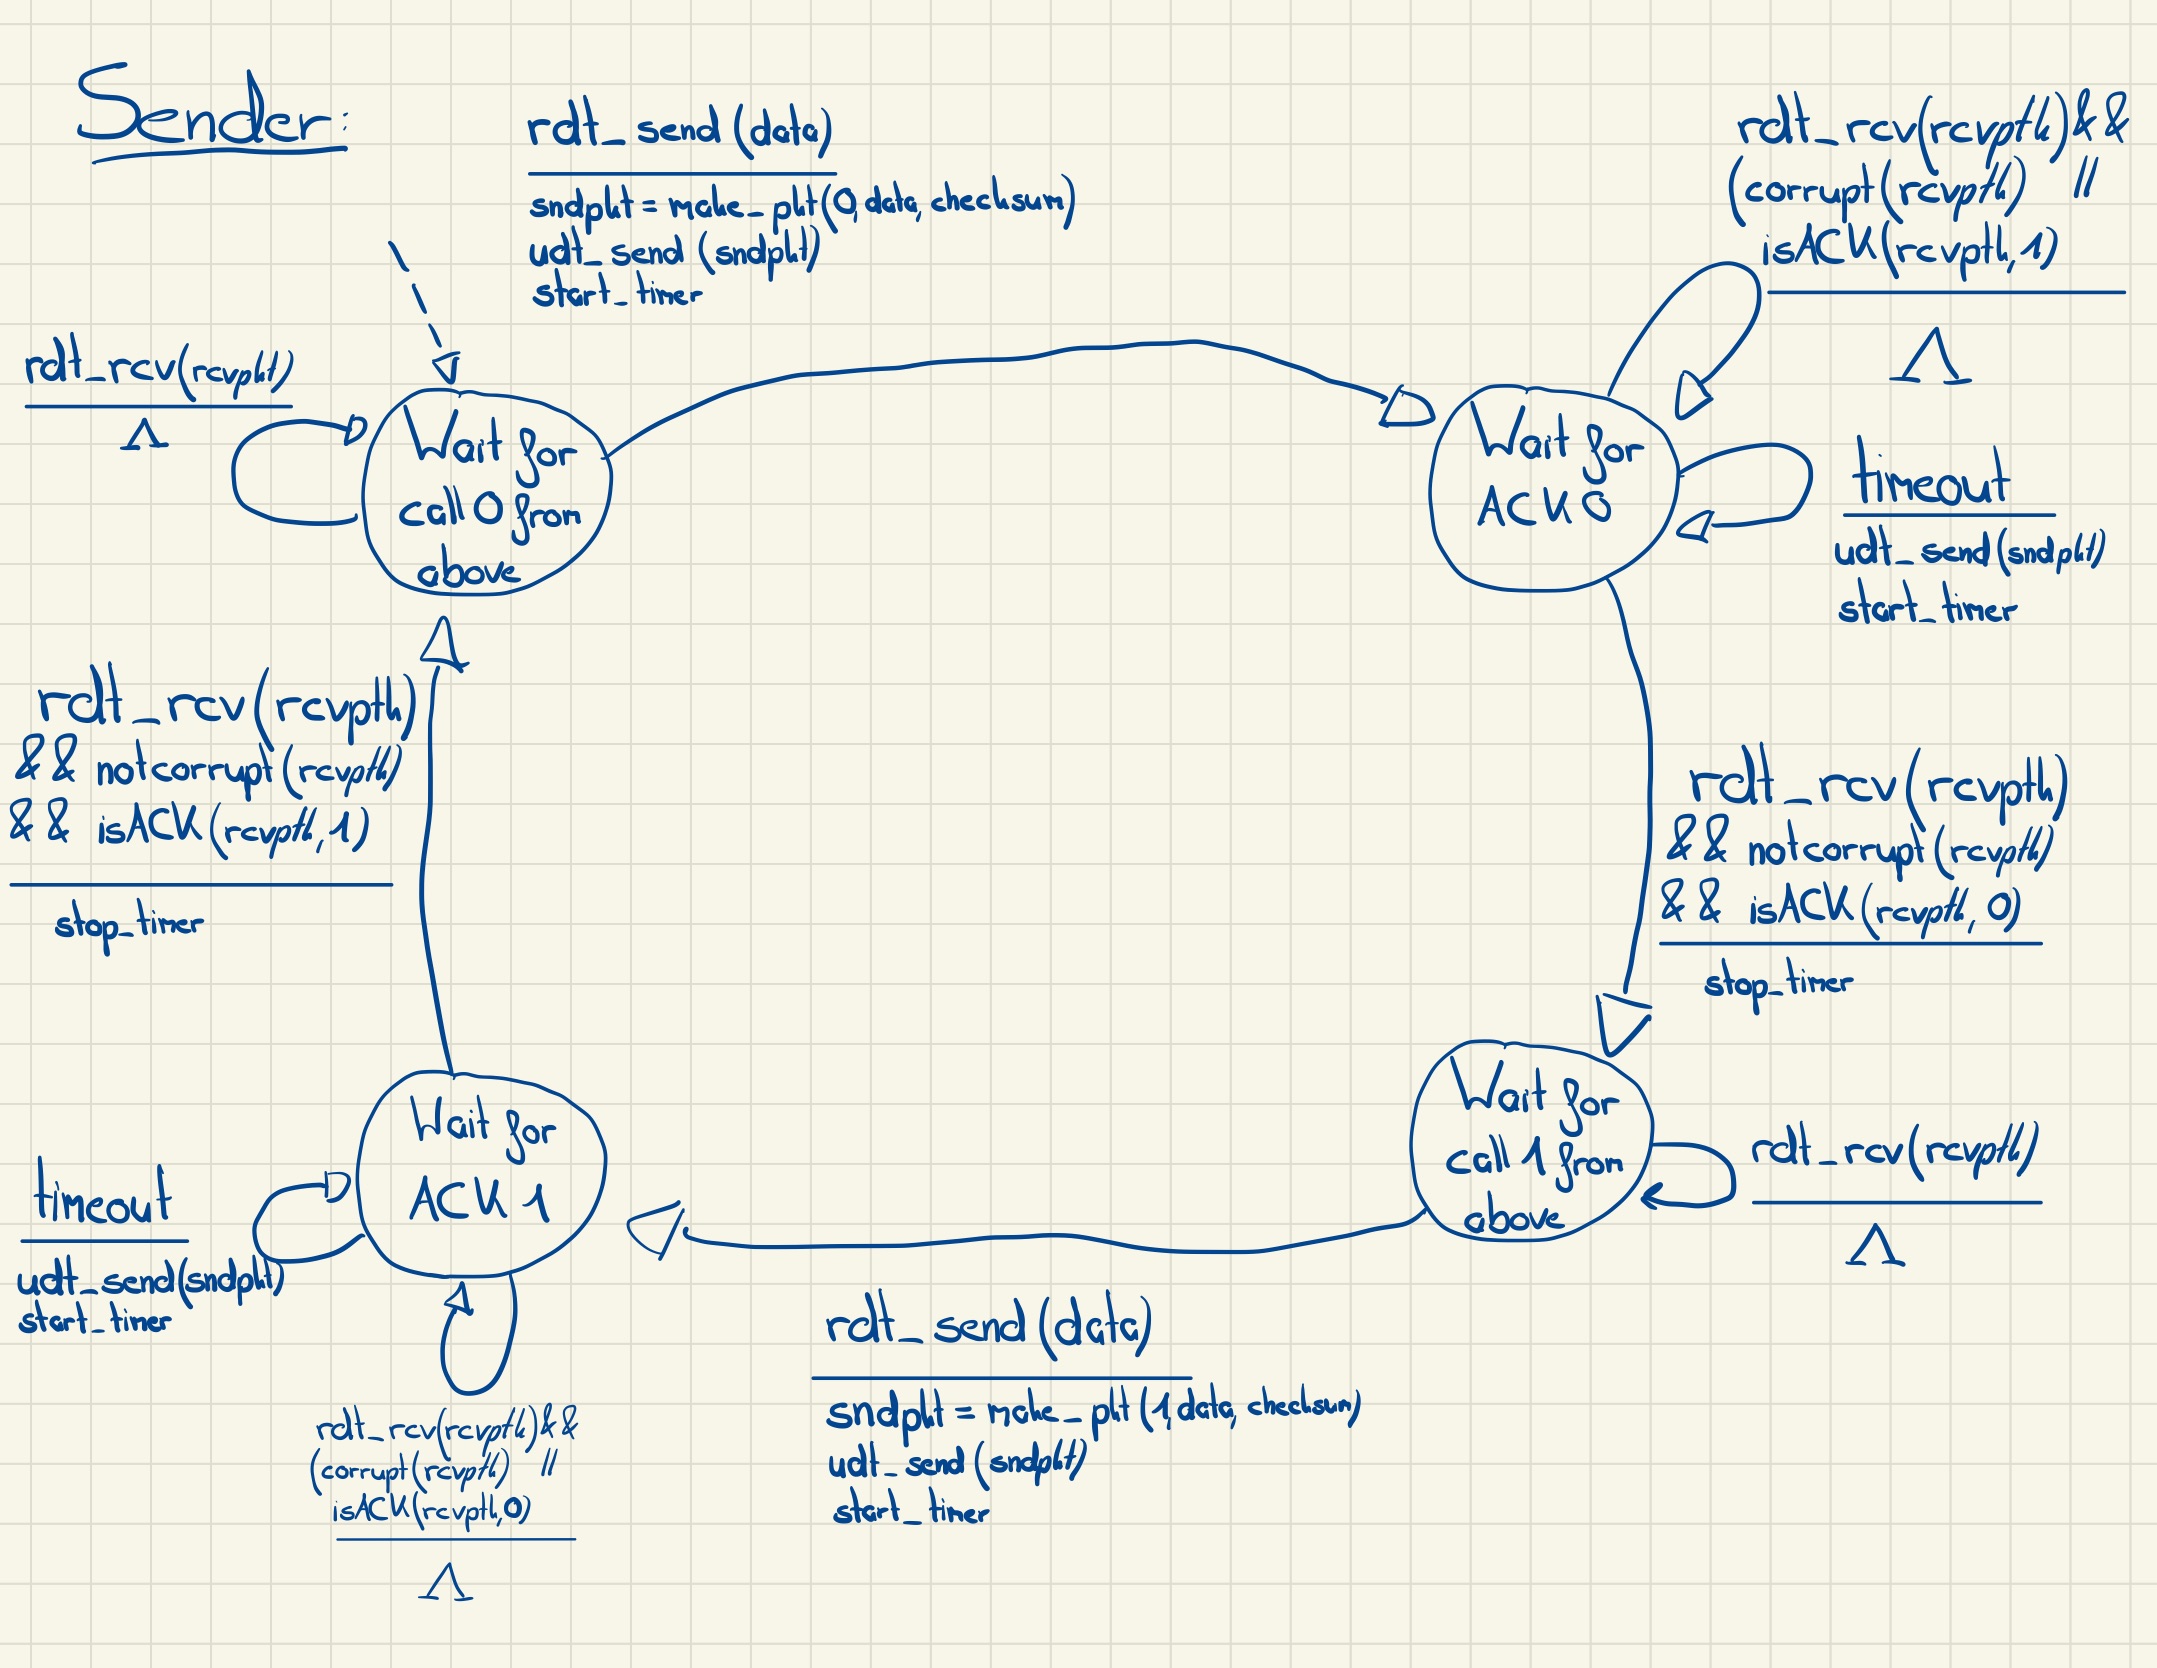 Sender:
rdt_send (data)
sndpkt = make_pkt(0, data, checksum)
udt_send (sndpkt)
start_timer
rdt_rcv(rcvpkt) &&
(corrupt(rcvpkt) ||
isACK(rcvpkt, 1)
Λ
rdt_rcv(rcvpkt)
Λ
Wait for
call 0 from
above
Wait for
ACK 0
timeout
udt_send(sndpkt)
start_timer
rdt_rcv(rcvpkt)
&& notcorrupt(rcvpkt)
&& isACK(rcvpkt, 1)
stop_timer
rdt_rcv(rcvpkt)
&& notcorrupt(rcvpkt)
&& isACK(rcvpkt, 0)
stop_timer
Wait for
ACK 1
Wait for
call 1 from
above
rdt_rcv(rcvpkt)
Λ
timeout
udt_send(sndpkt)
start_timer
rdt_rcv(rcvpkt) &&
(corrupt(rcvpkt) ||
isACK(rcvpkt, 0)
Λ
rdt_send (data)
sndpkt = make_pkt (1, data, checksum)
udt_send (sndpkt)
start_timer